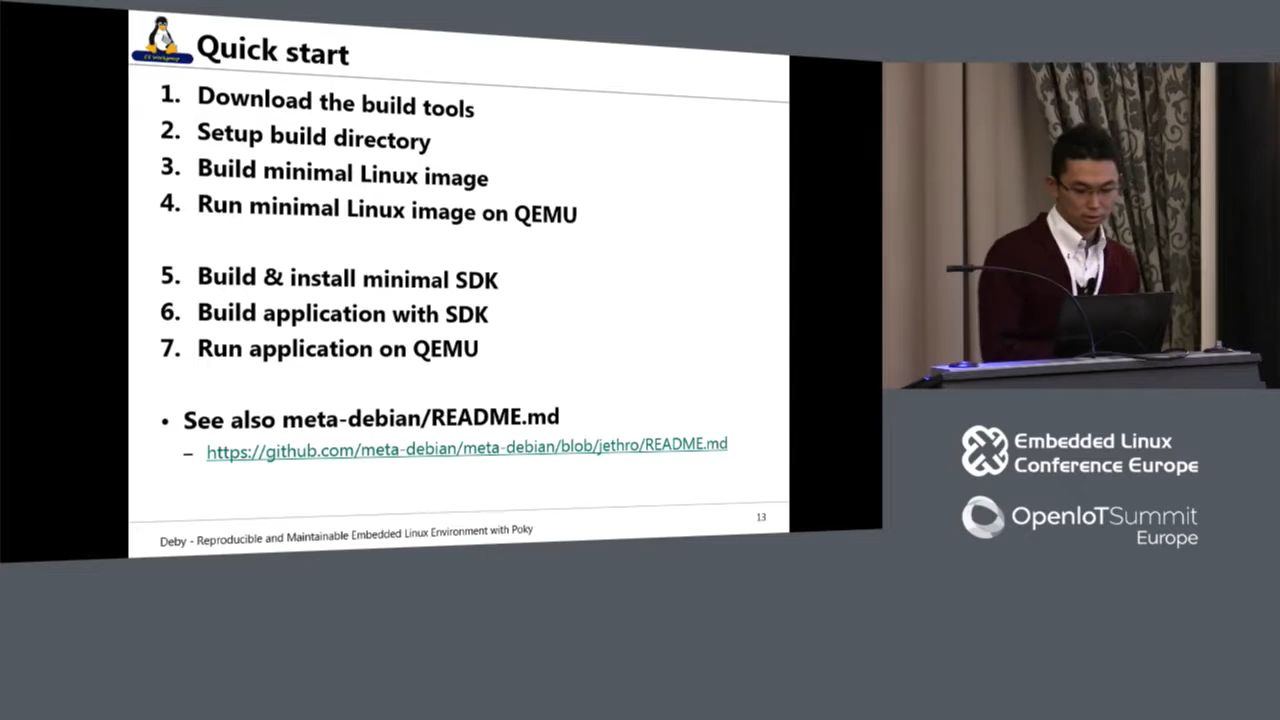 Quick start
1. Download the build tools
2. Setup build directory
3. Build minimal Linux image
4. Run minimal Linux image on QEMU
5. Build & install minimal SDK
6. Build application with SDK
7. Run application on QEMU
• See also meta-debian/README.md
– https://github.com/meta-debian/meta-debian/blob/jethro/README.md
Deby - Reproducible and Maintainable Embedded Linux Environment with Poky
13
Embedded Linux
Conference Europe
OpenIoTSummit
Europe